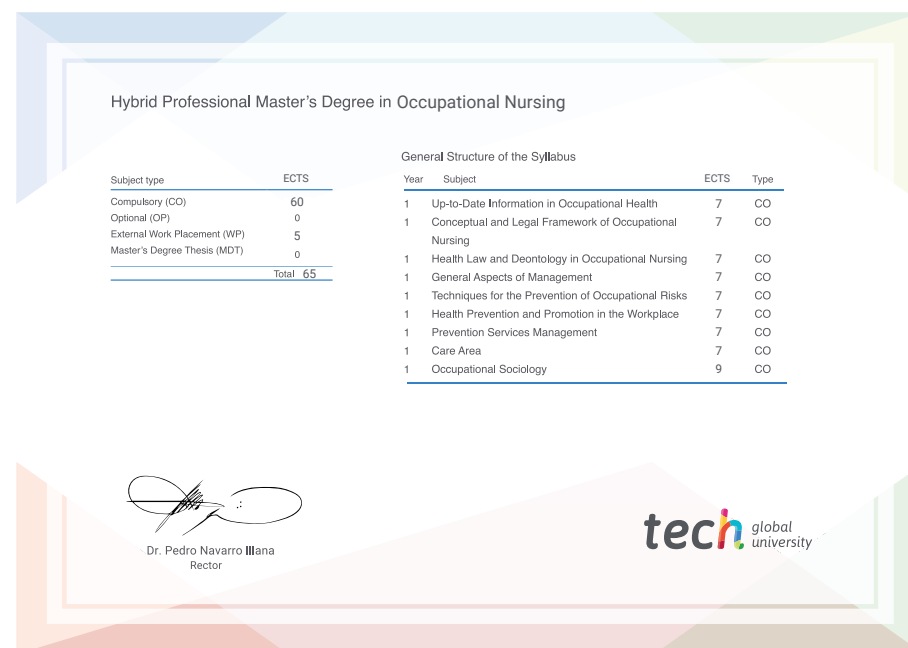 Hybrid Professional Master's Degree in Occupational Nursing
Subject type ECTS
Compulsory (CO) 60
Optional (OP) 0
External Work Placement (WP) 5
Master's Degree Thesis (MDT) 0
Total 65
General Structure of the Syllabus
Year Subject ECTS Type
1 Up-to-Date Information in Occupational Health 7 CO
1 Conceptual and Legal Framework of Occupational 7 CO
Nursing
1 Health Law and Deontology in Occupational Nursing 7 CO
1 General Aspects of Management 7 CO
1 Techniques for the Prevention of Occupational Risks 7 CO
1 Health Prevention and Promotion in the Workplace 7 CO
1 Prevention Services Management 7 CO
1 Care Area 7 CO
1 Occupational Sociology 9 CO
Dr. Pedro Navarro Illana
Rector
tech global
university